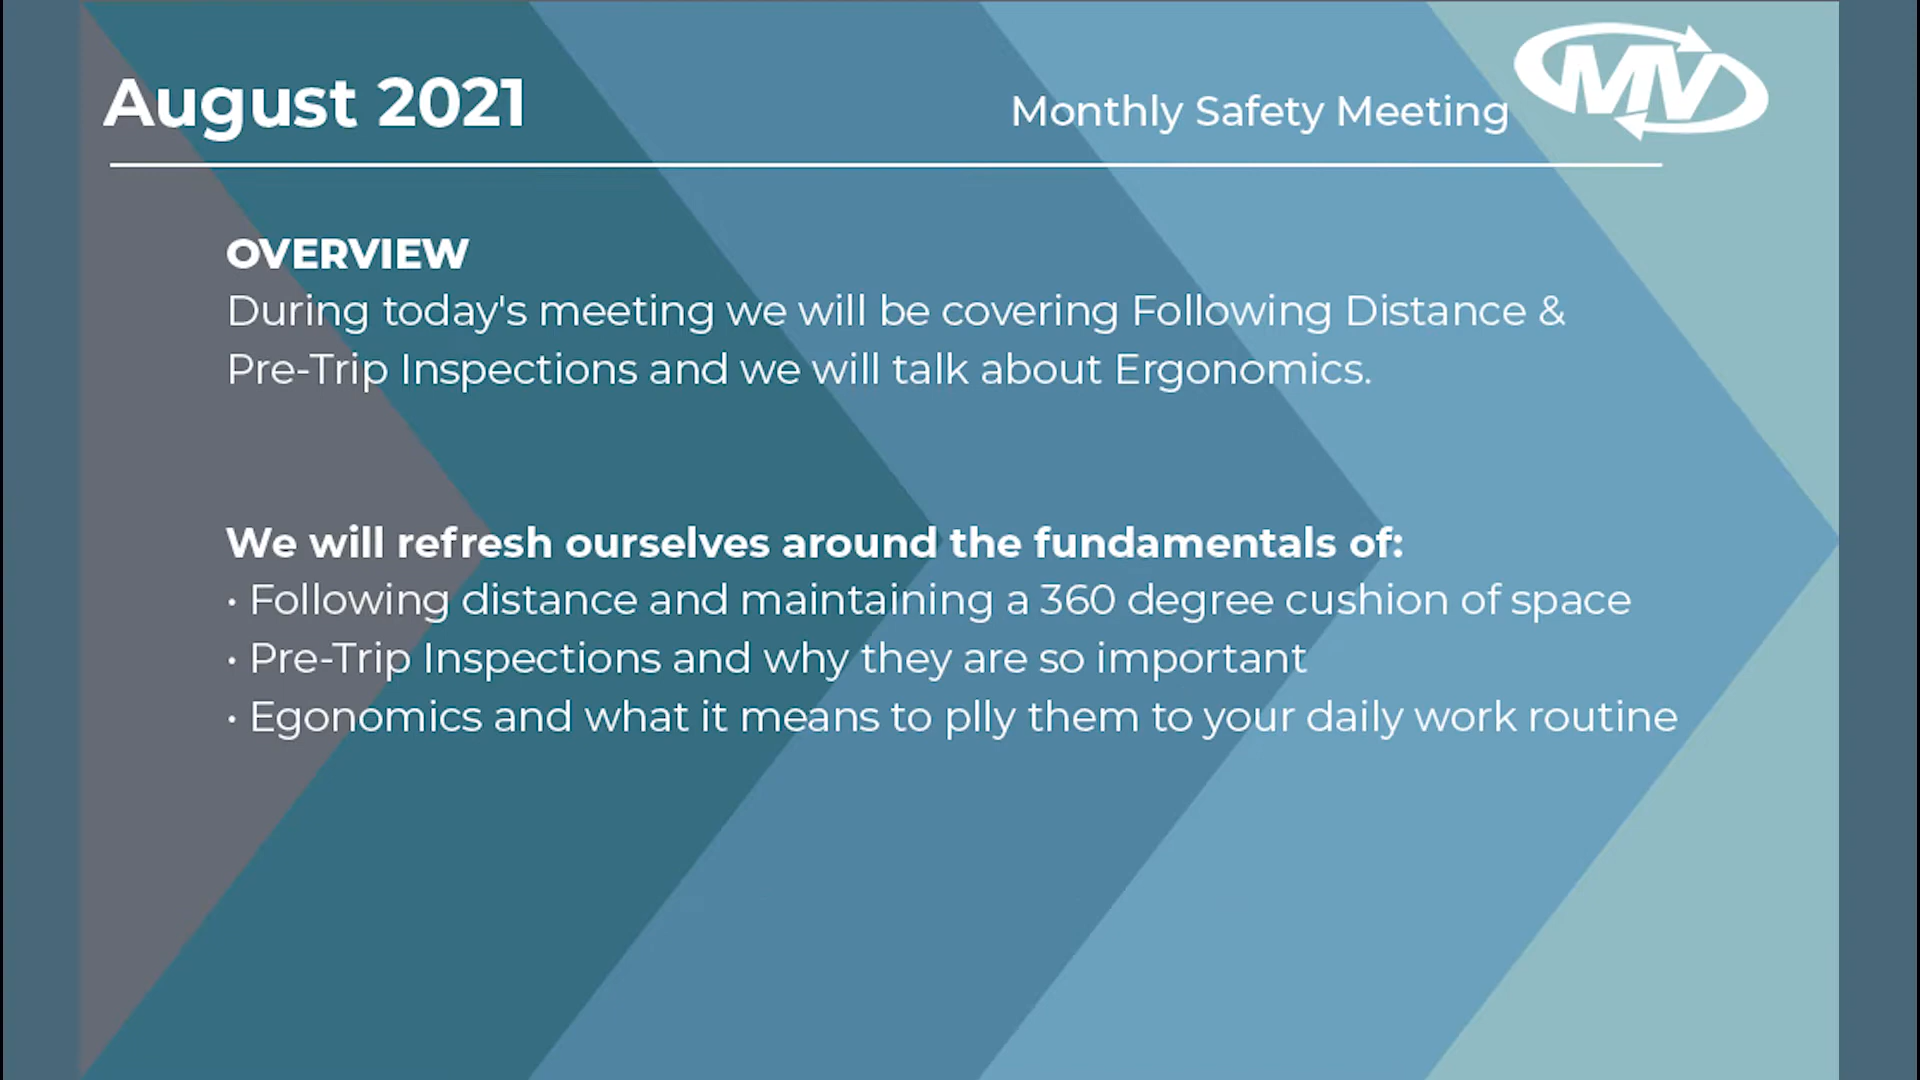 August 2021
Monthly Safety Meeting
MV
OVERVIEW
During today's meeting we will be covering Following Distance &
Pre-Trip Inspections and we will talk about Ergonomics.
We will refresh ourselves around the fundamentals of:
• Following distance and maintaining a 360 degree cushion of space
• Pre-Trip Inspections and why they are so important
• Egonomics and what it means to plly them to your daily work routine